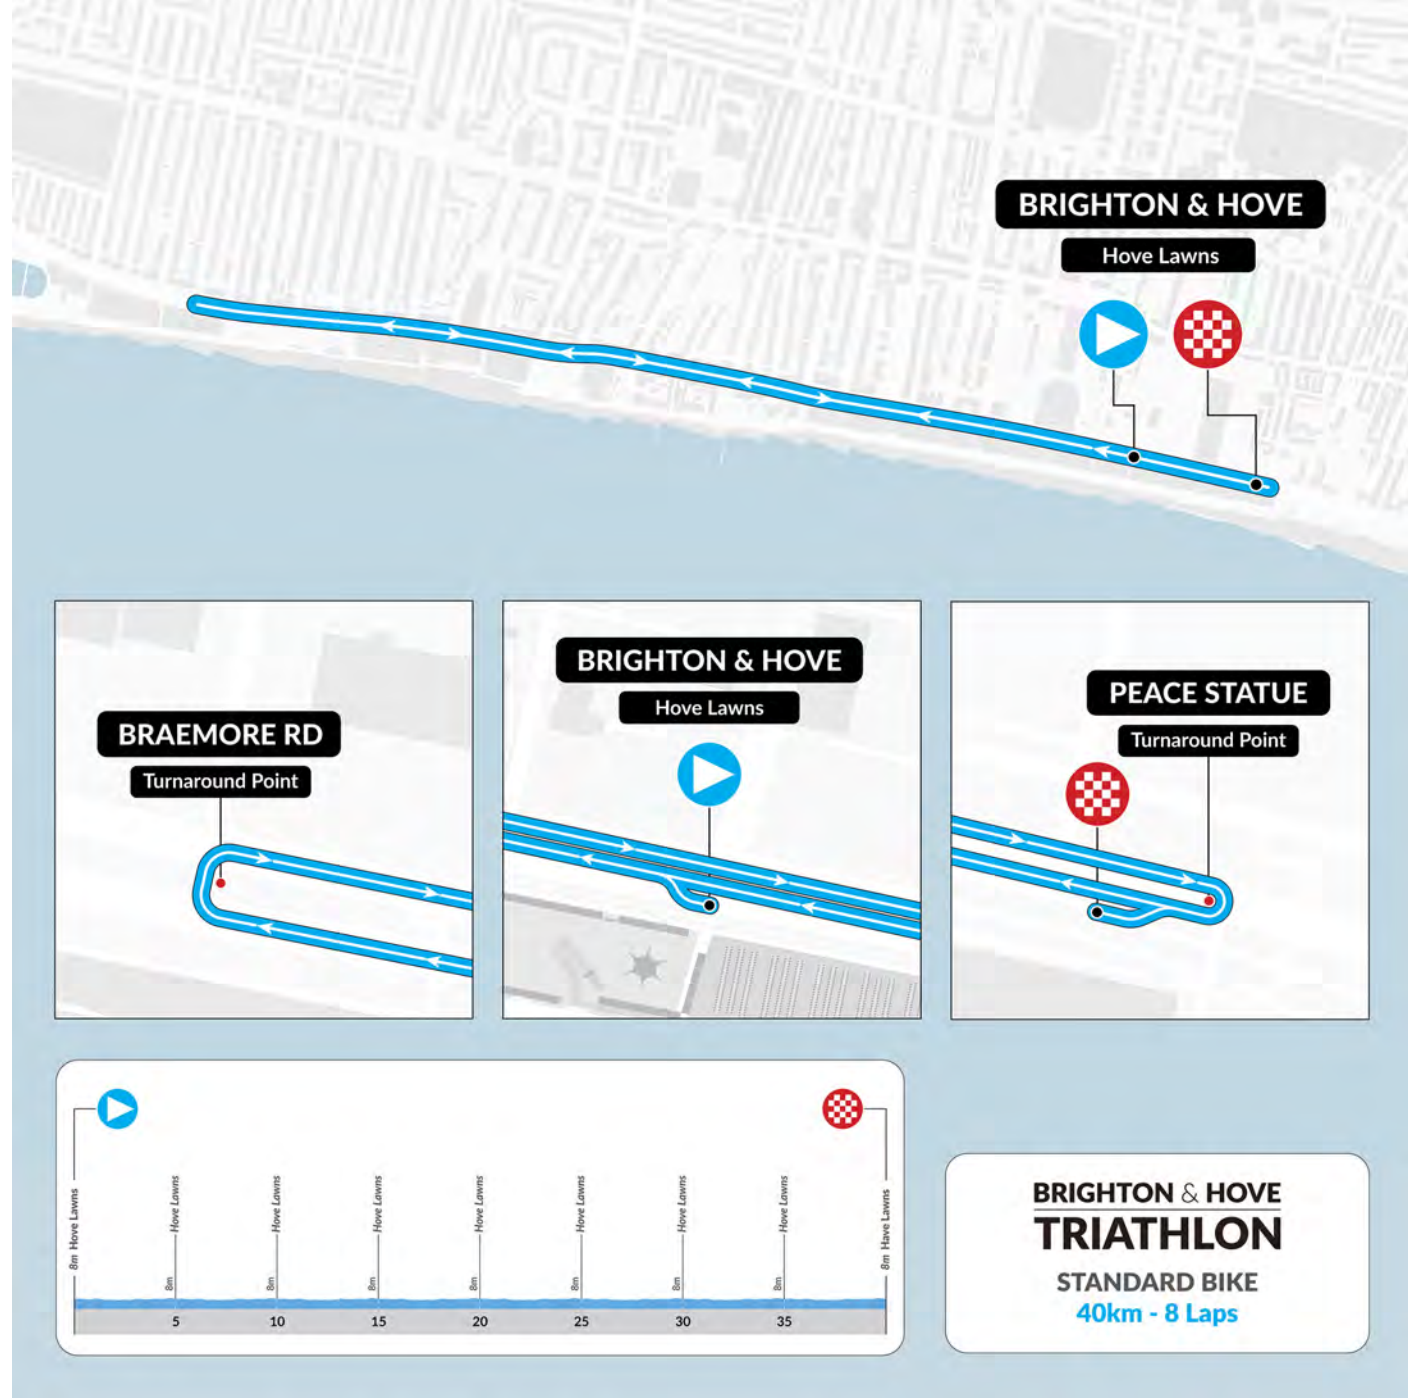 BRIGHTON & HOVE
Hove Lawns
BRAEMORE RD
Turnaround Point
BRIGHTON & HOVE
Hove Lawns
PEACE STATUE
Turnaround Point
8m Hove Lawns
8m Hove Lawns
8m Hove Lawns
8m Hove Lawns
8m Hove Lawns
8m Hove Lawns
8m Hove Lawns
8m Hove Lawns
8m Have Lawns
5 10 15 20 25 30 35
BRIGHTON & HOVE
TRIATHLON
STANDARD BIKE
40km - 8 Laps